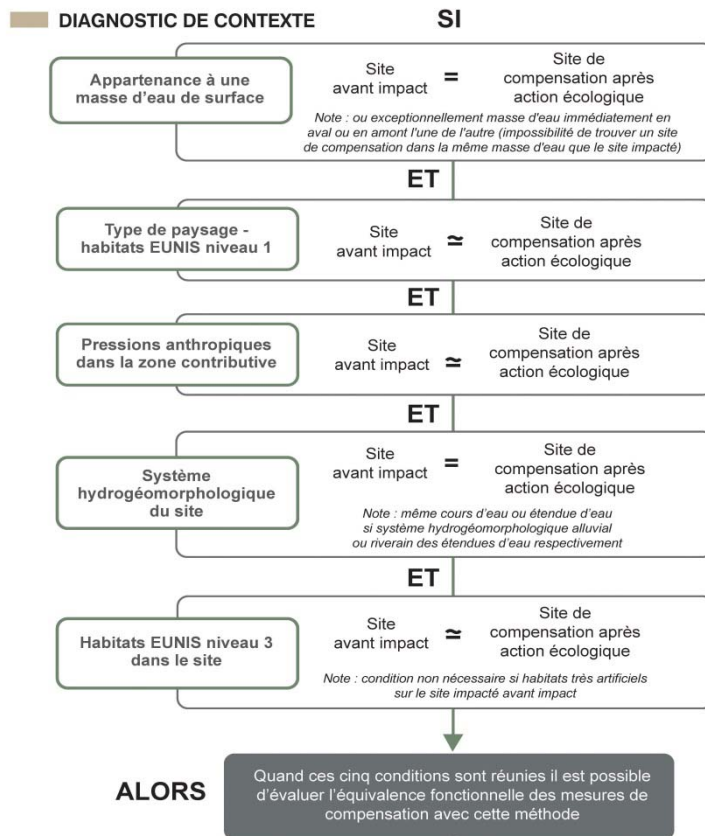 DIAGNOSTIC DE CONTEXTE
SI
Appartenance à une
masse d'eau de surface
Site
avant impact
=
Site de
compensation après
action écologique
Note : ou exceptionnellement masse d'eau immédiatement en
aval ou en amont l'une de l'autre (impossibilité de trouver un site
de compensation dans la même masse d'eau que le site impacté)
ET
Type de paysage -
habitats EUNIS niveau 1
Site
avant impact
≃
Site de
compensation après
action écologique
ET
Pressions anthropiques
dans la zone contributive
Site
avant impact
≃
Site de
compensation après
action écologique
ET
Système
hydrogéomorphologique
du site
Site
avant impact
=
Site de
compensation après
action écologique
Note : même cours d'eau ou étendue d'eau
si système hydrogéomorphologique alluvial
ou riverain des étendues d'eau respectivement
ET
Habitats EUNIS niveau 3
dans le site
Site
avant impact
≃
Site de
compensation après
action écologique
Note : condition non nécessaire si habitats très artificiels
sur le site impacté avant impact
ALORS
Quand ces cinq conditions sont réunies il est possible
d'évaluer l'équivalence fonctionnelle des mesures de
compensation avec cette méthode